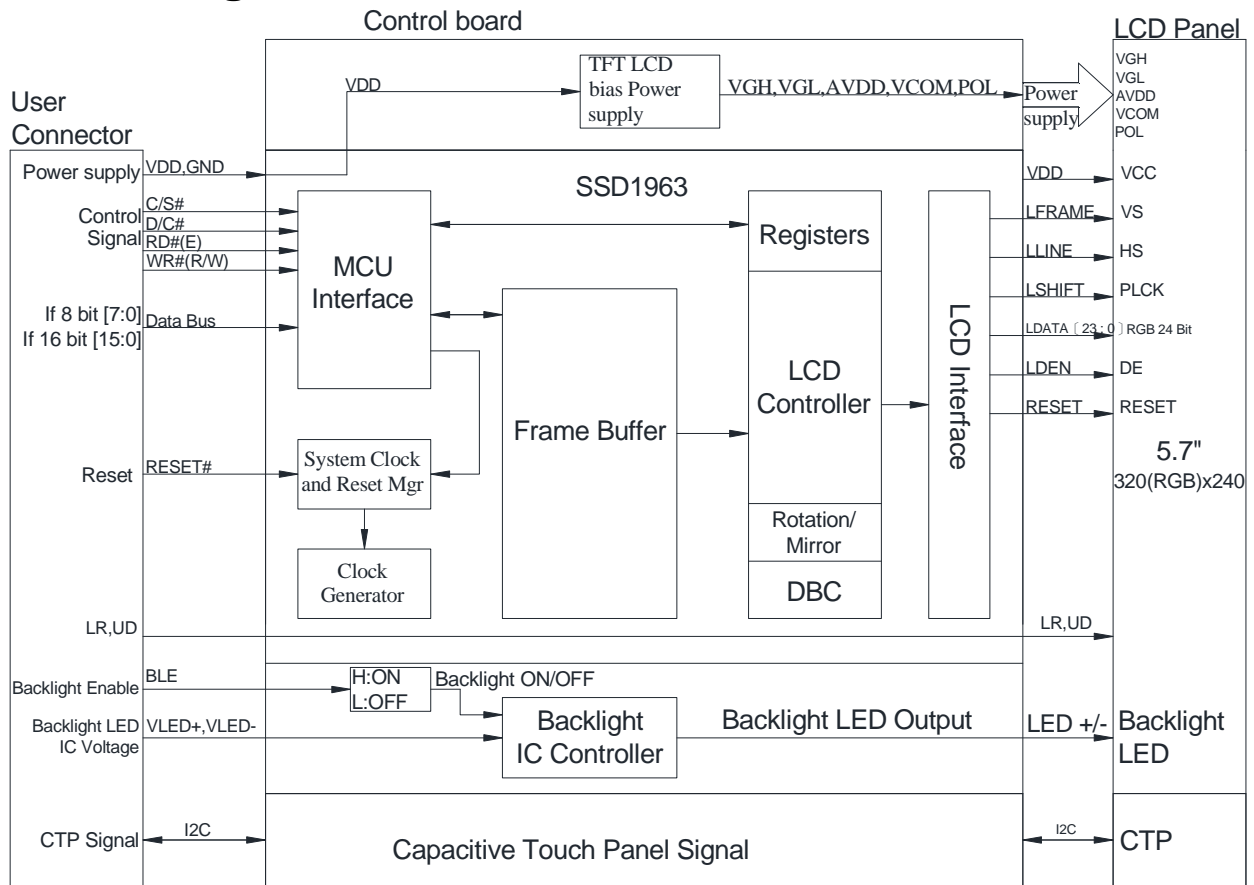 Control board
LCD Panel
User
Connector
VDD
TFT LCD
bias Power
supply
VGH,VGL,AVDD,VCOM,POL
Power
supply
VGH
VGL
AVDD
VCOM
POL
Power supply
VDD,GND
SSD1963
VDD
VCC
Control
Signal
C/S#
D/C#
RD#(E)
WR#(R/W)
MCU
Interface
Registers
LCD Interface
LFRAME
VS
LLINE
HS
LSHIFT
PLCK
LDATA〔23:0〕RGB 24 Bit
LDEN
DE
RESET
RESET
If 8 bit [7:0]
If 16 bit [15:0]
Data Bus
Frame Buffer
LCD
Controller
5.7"
320(RGB)x240
Reset
RESET#
System Clock
and Reset Mgr
Clock
Generator
Rotation/
Mirror
DBC
LR,UD
LR,UD
Backlight Enable
BLE
H:ON
L:OFF
Backlight ON/OFF
Backlight LED
IC Voltage
VLED+,VLED-
Backlight
IC Controller
Backlight LED Output
LED +/-
Backlight
LED
CTP Signal
I2C
Capacitive Touch Panel Signal
I2C
CTP